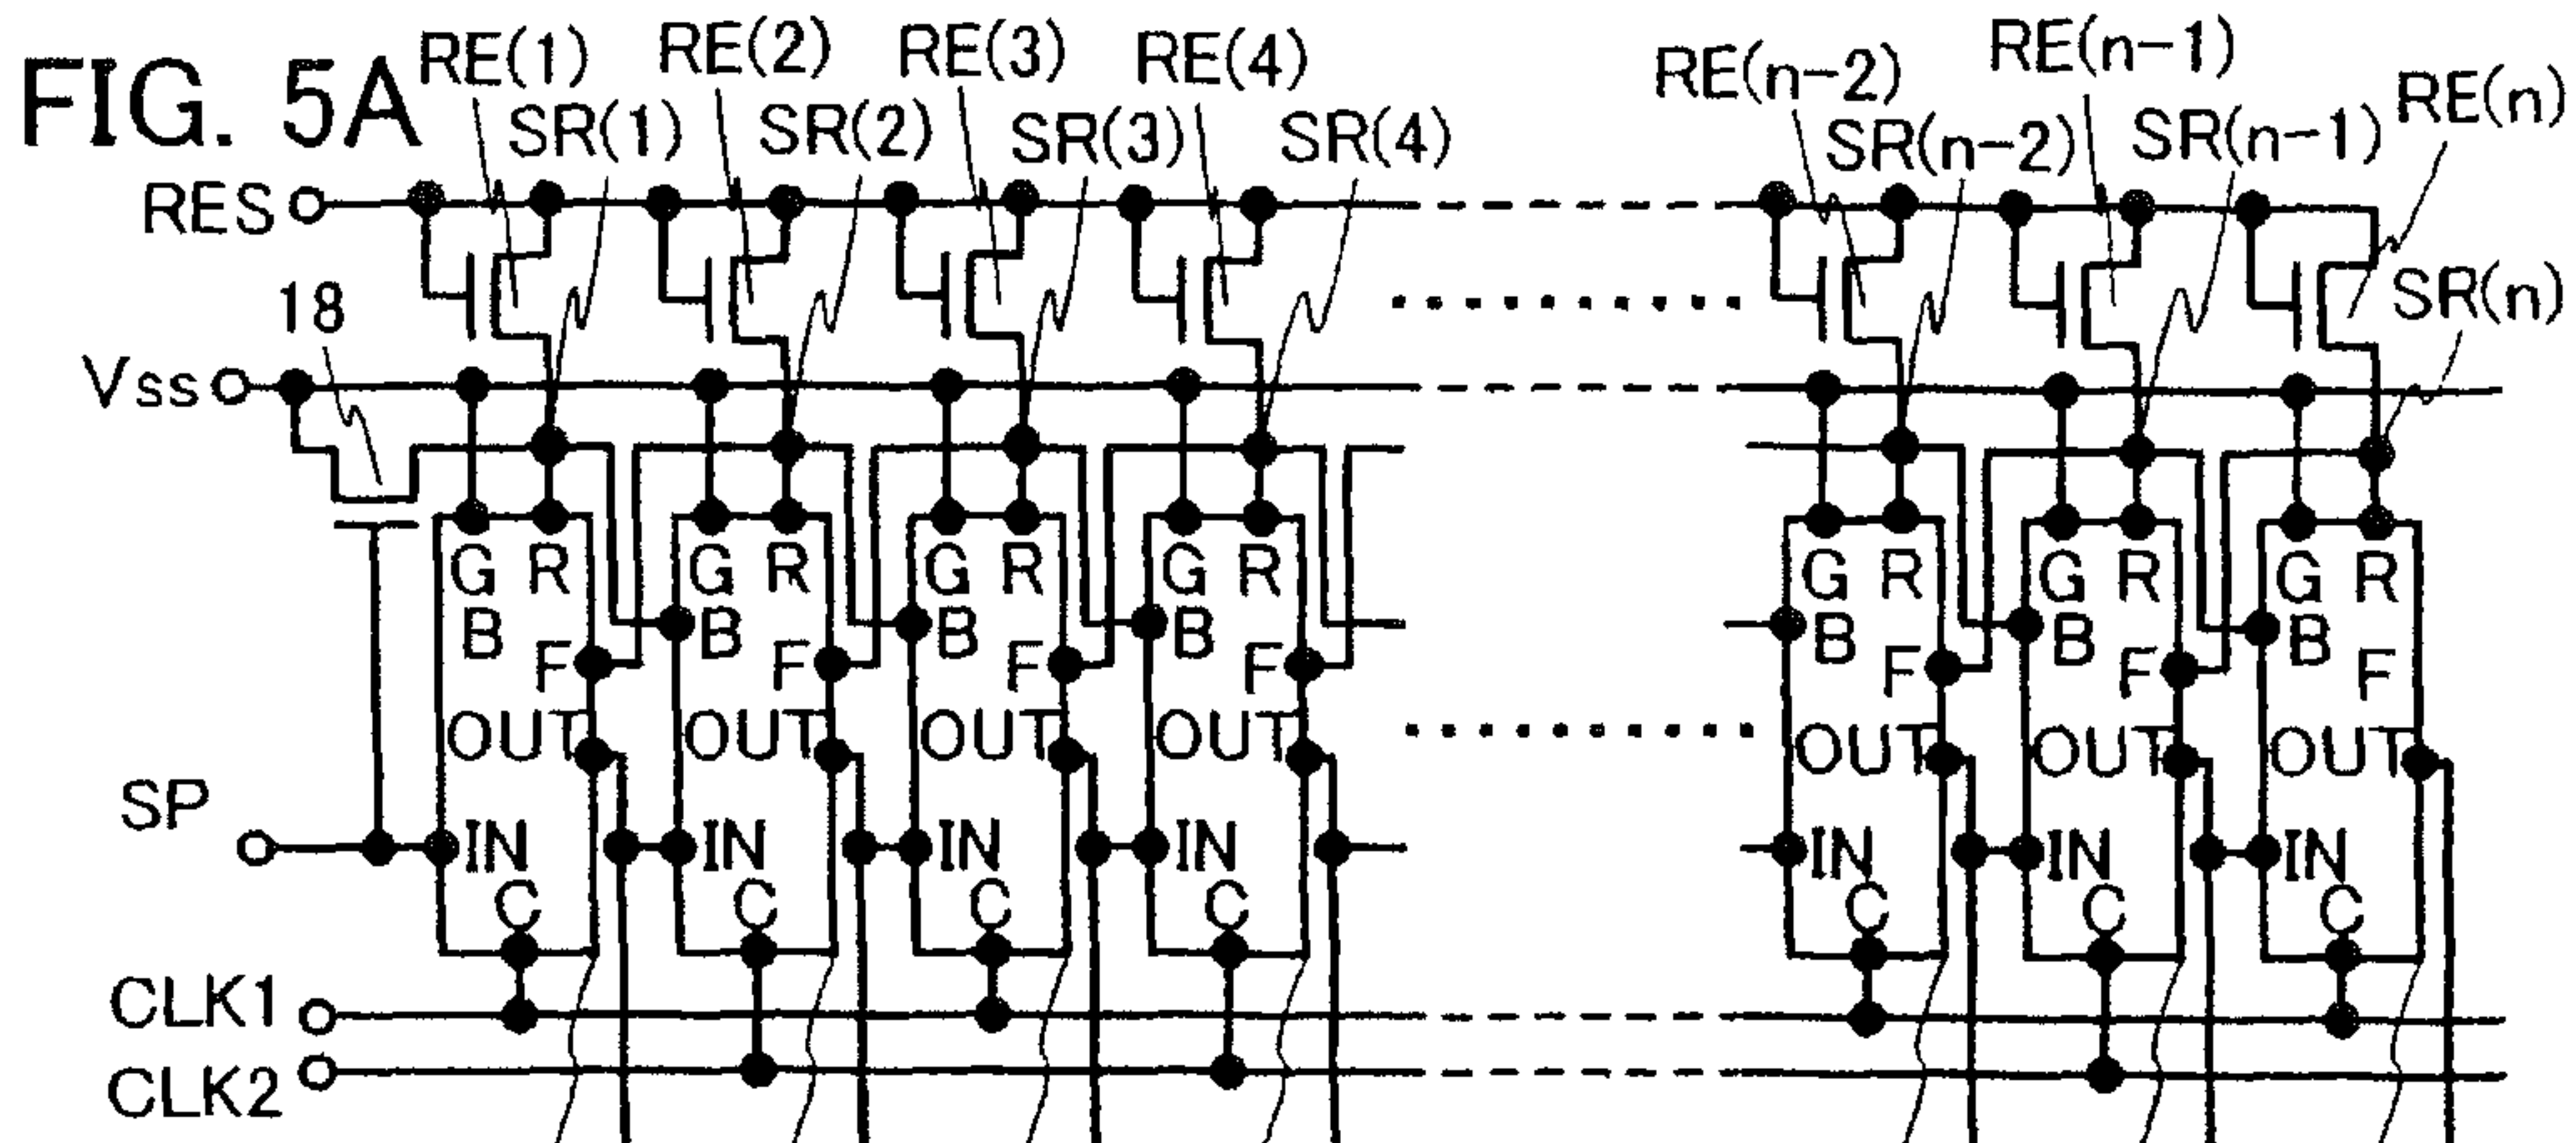 FIG. 5A
RE(1) RE(2) RE(3) RE(4) RE(n-2) RE(n-1) RE(n)
SR(1) SR(2) SR(3) SR(4) SR(n-2) SR(n-1)
RES
18
SR(n)
Vss
G R G R G R G R G R G R G R
B B B B B B B
F F F F F F F
OUT OUT OUT OUT OUT OUT OUT
SP
IN IN IN IN IN IN IN
C C C C C C C
CLK1
CLK2